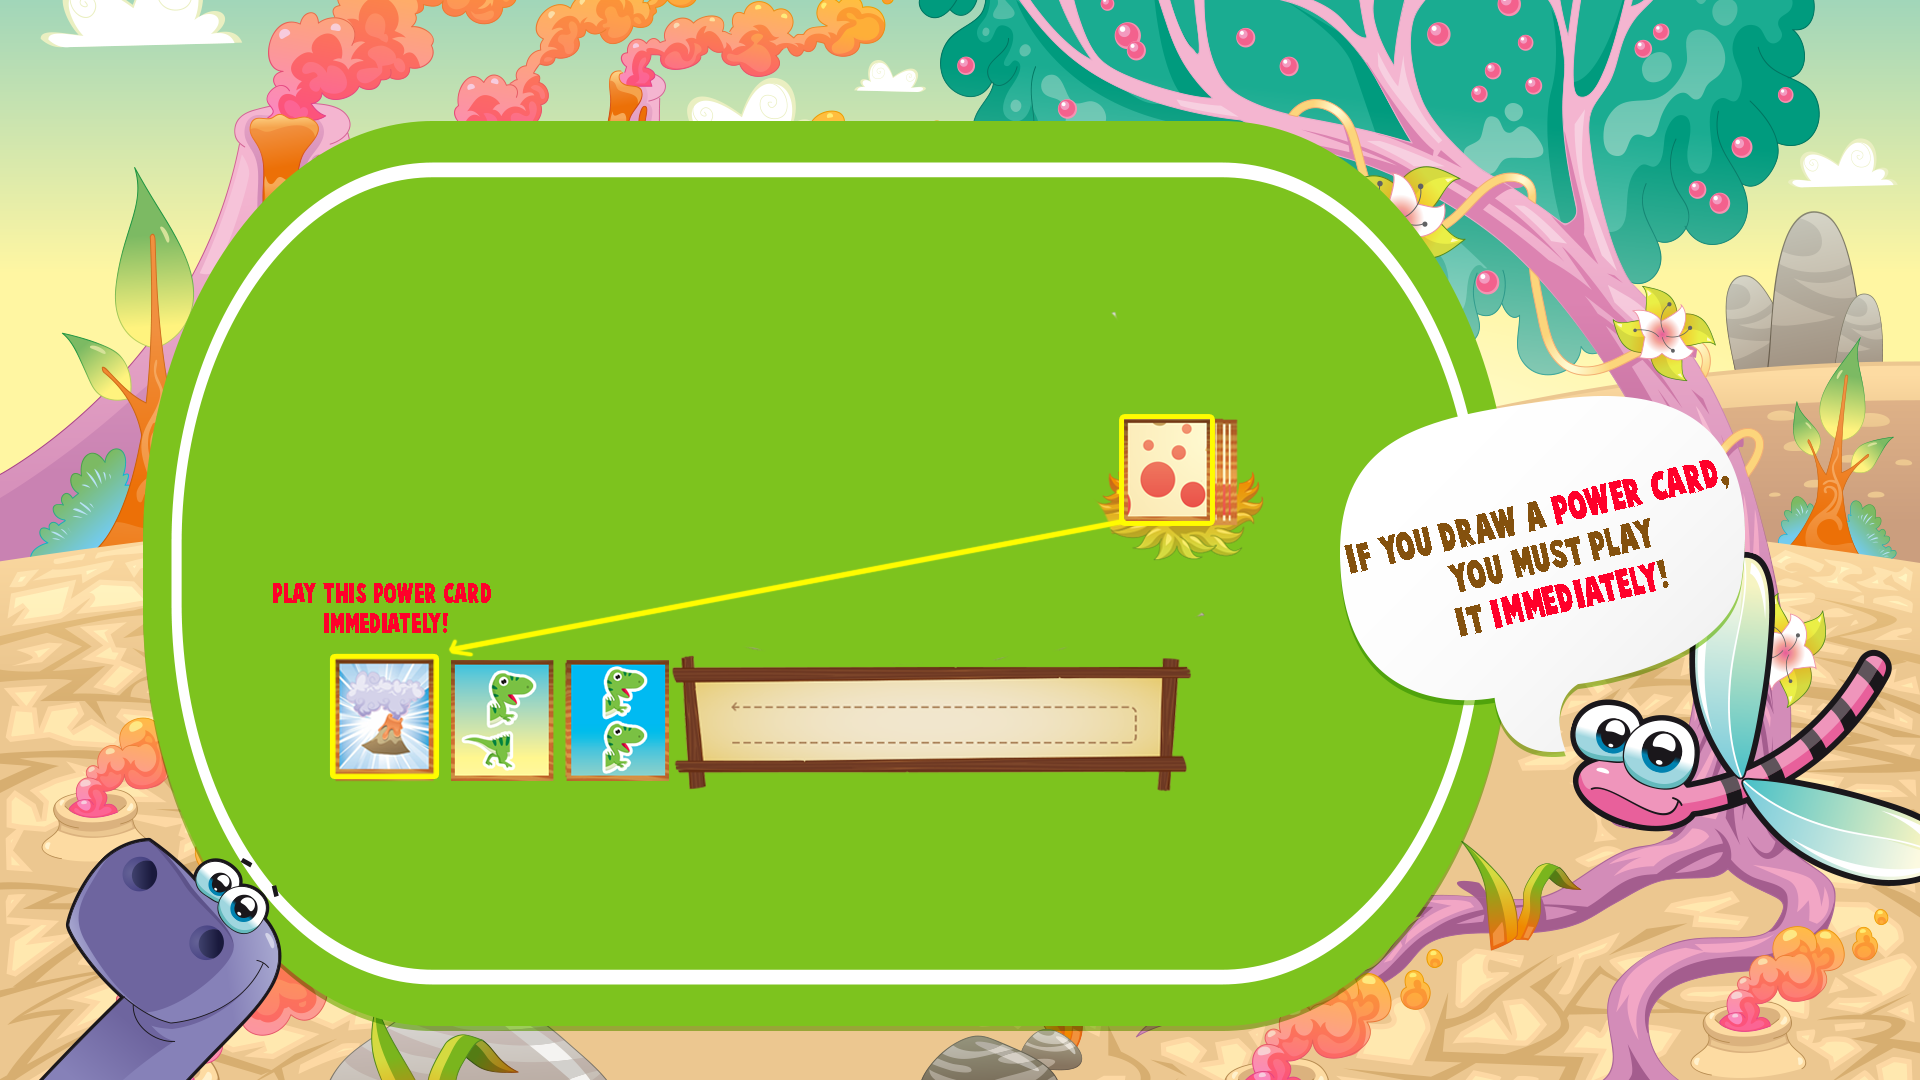 IF YOU DRAW A POWER CARD,
YOU MUST PLAY
IT IMMEDIATELY!
PLAY THIS POWER CARD
IMMEDIATELY!